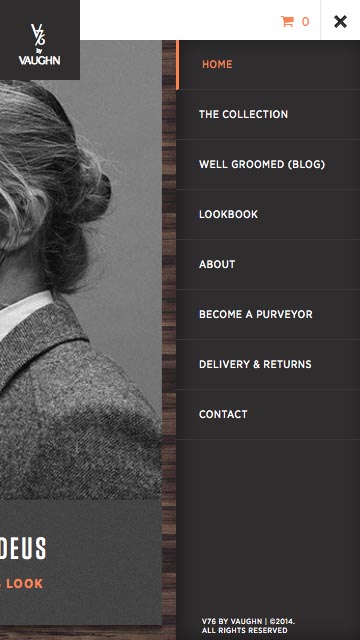 V76
by
VAUGHN
0
HOME
THE COLLECTION
WELL GROOMED (BLOG)
LOOKBOOK
ABOUT
BECOME A PURVEYOR
DELIVERY & RETURNS
CONTACT
DEUS
LOOK
V76 BY VAUGHN | ©2014.
ALL RIGHTS RESERVED